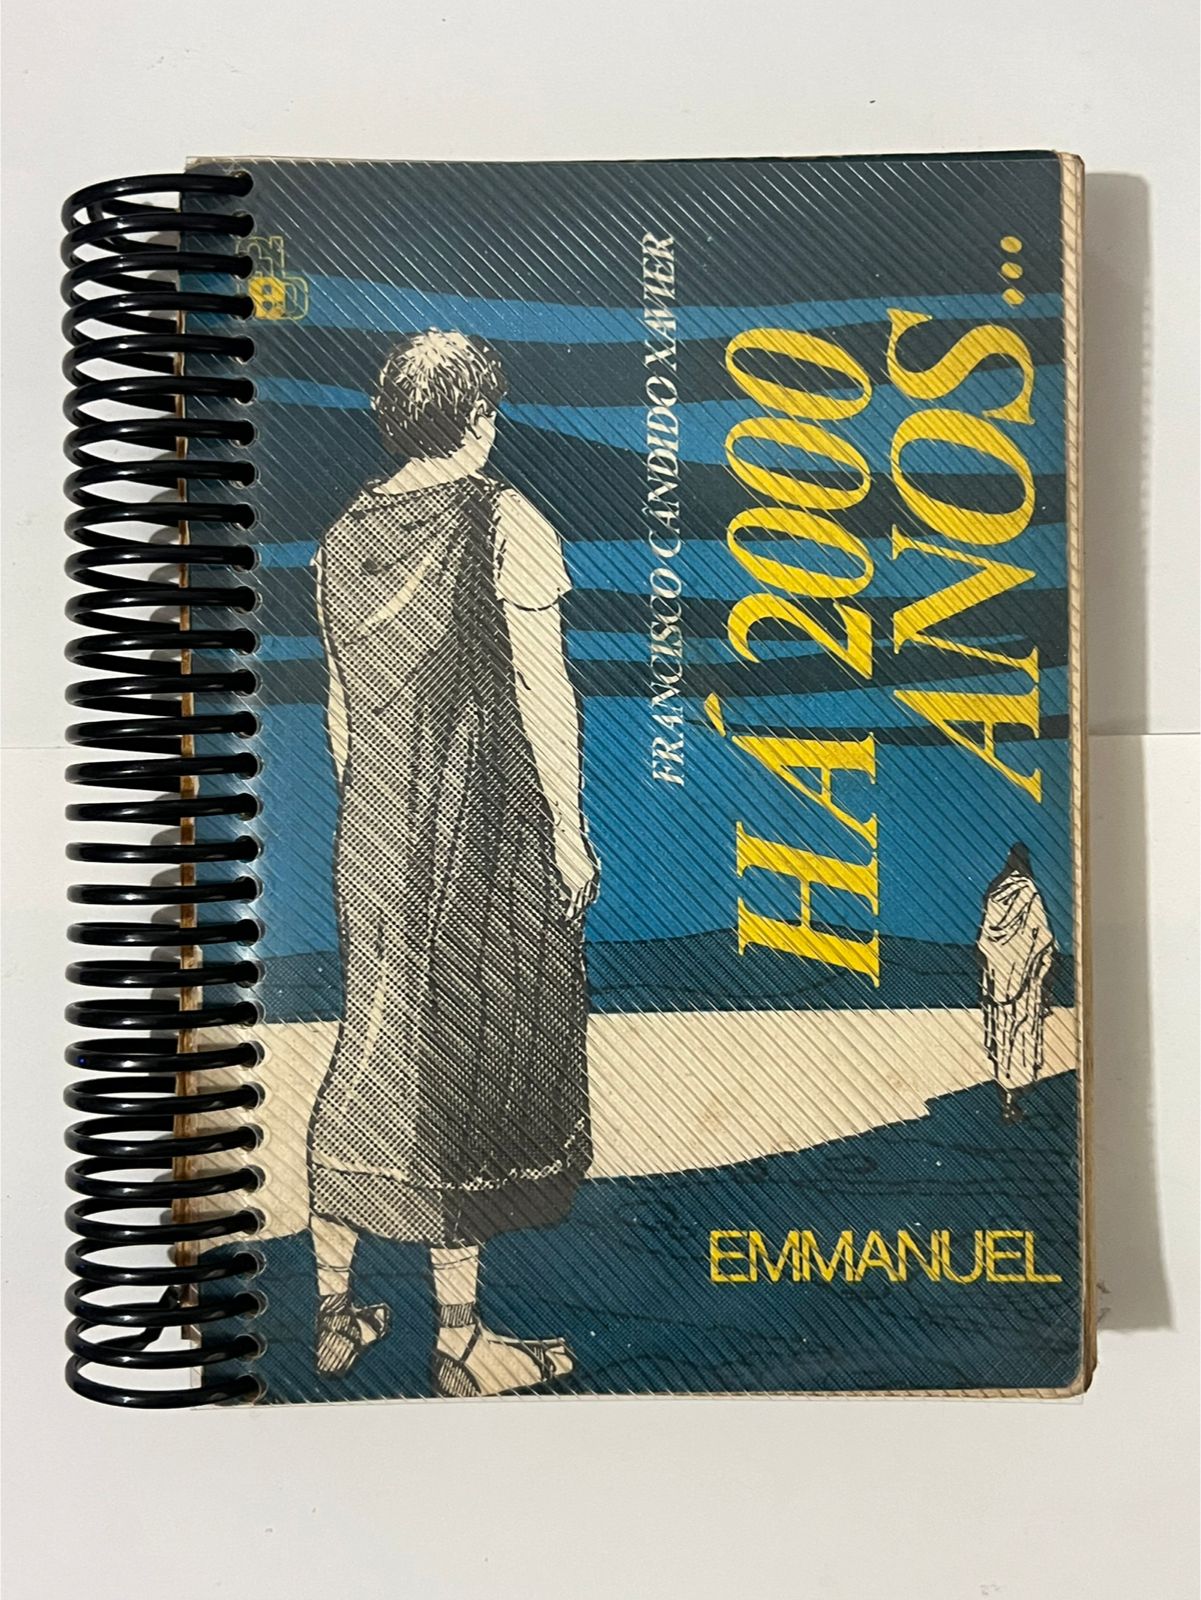 FRANCISCO CÂNDIDO XAVIER
HÁ 2000
ANOS...
EMMANUEL